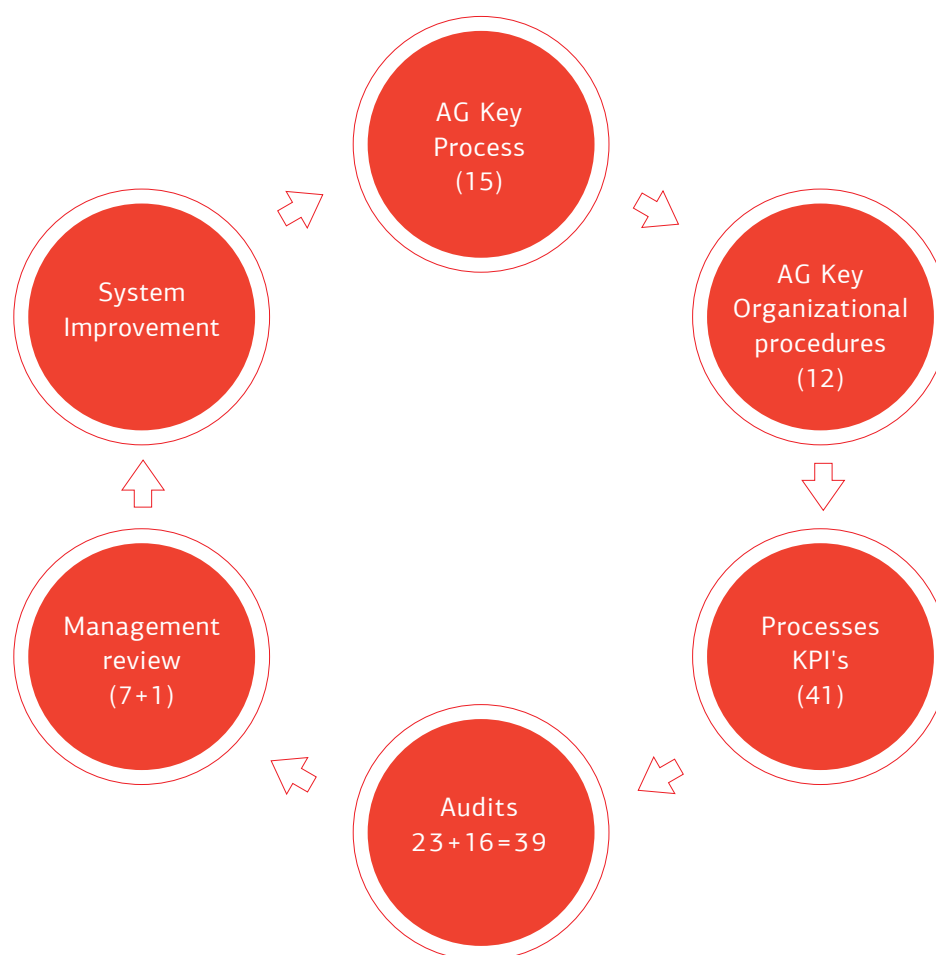 AG Key
Process
(15)
AG Key
Organizational
procedures
(12)
Processes
KPI's
(41)
Audits
23+16=39
Management
review
(7+1)
System
Improvement